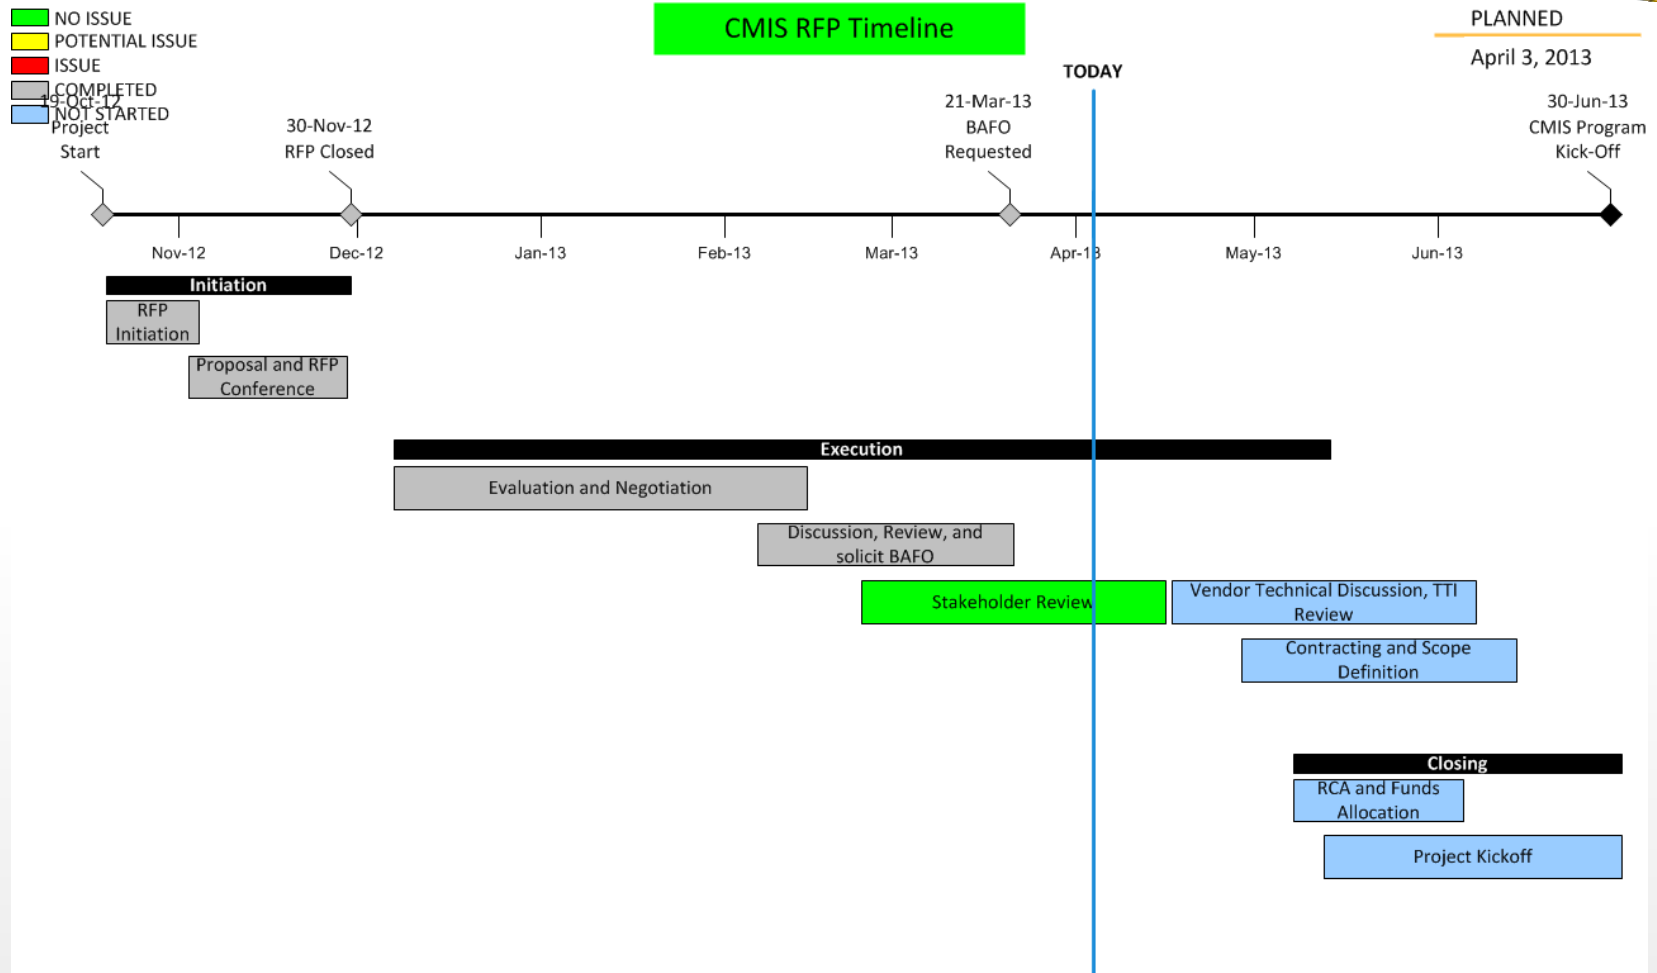 NO ISSUE
POTENTIAL ISSUE
ISSUE
COMPLETED
NOT STARTED
CMIS RFP Timeline
PLANNED
April 3, 2013
TODAY
19-Oct-12
Project
Start
30-Nov-12
RFP Closed
21-Mar-13
BAFO
Requested
30-Jun-13
CMIS Program
Kick-Off
Nov-12
Dec-12
Jan-13
Feb-13
Mar-13
Apr-13
May-13
Jun-13
Initiation
RFP
Initiation
Proposal and RFP
Conference
Execution
Evaluation and Negotiation
Discussion, Review, and
solicit BAFO
Stakeholder Review
Vendor Technical Discussion, TTI
Review
Contracting and Scope
Definition
Closing
RCA and Funds
Allocation
Project Kickoff